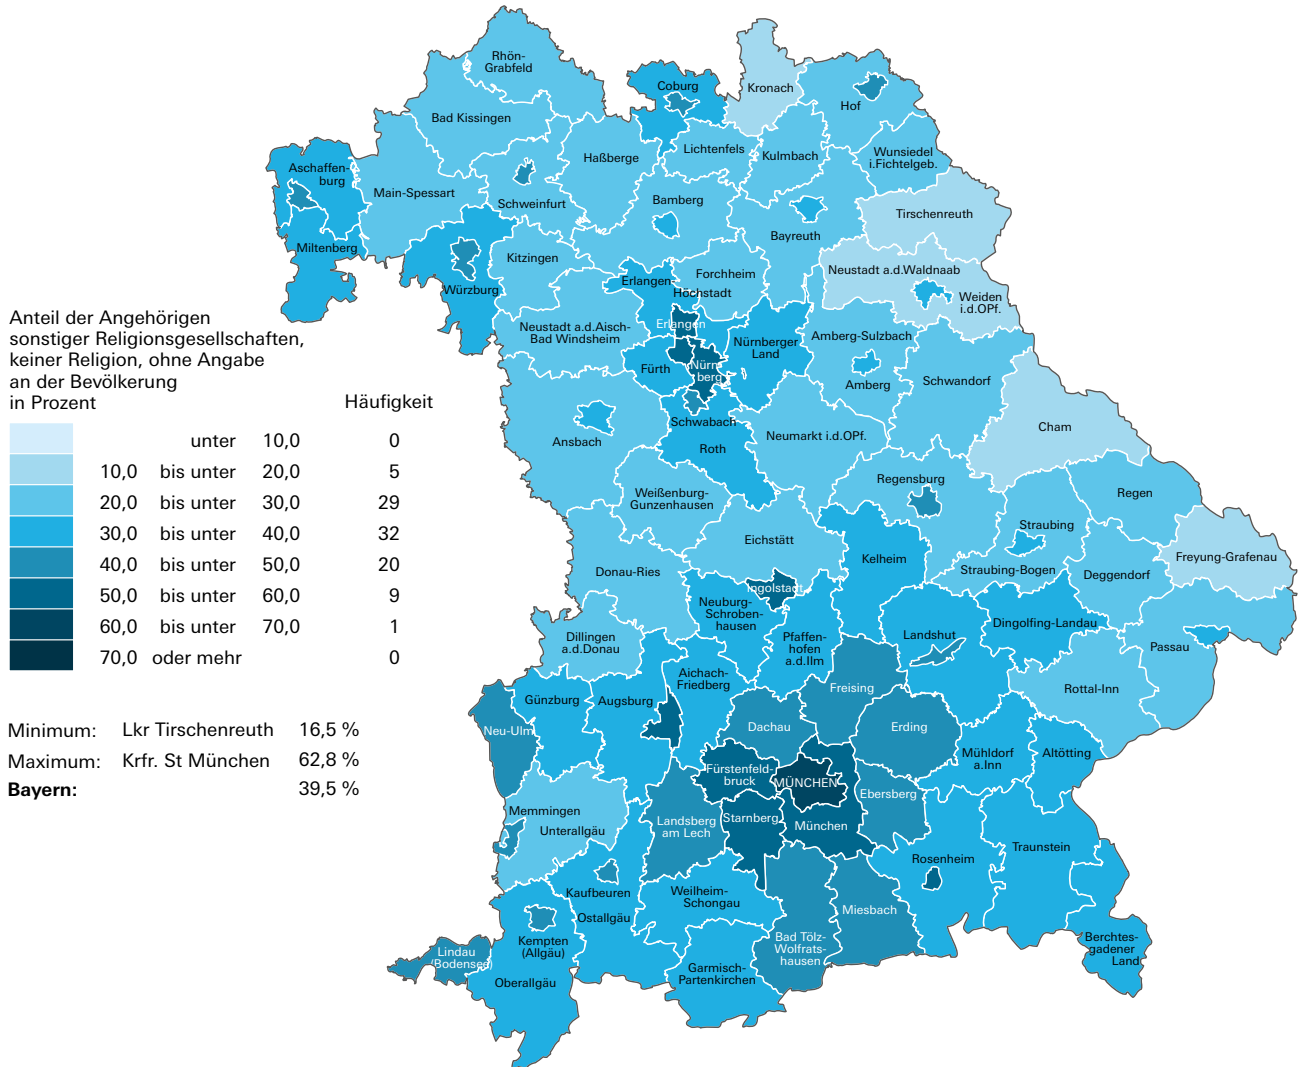 Rhön-
Grabfeld
Coburg
Kronach
Hof
Bad Kissingen
Lichtenfels
Kulmbach
Wunsiedel
i.Fichtelgeb.
Haßberge
Aschaffen-
burg
Main-Spessart
Schweinfurt
Bamberg
Tirschenreuth
Bayreuth
Miltenberg
Kitzingen
Forchheim
Neustadt a.d.Waldnaab
Würzburg
Erlangen-
Höchstadt
Weiden
i.d.OPf.
Erlangen
Neustadt a.d.Aisch-
Bad Windsheim
Nürnberger
Land
Amberg-Sulzbach
Fürth
Nürn-
berg
Amberg
Schwandorf
Ansbach
Schwabach
Roth
Neumarkt i.d.OPf.
Cham
Weißenburg-
Gunzenhausen
Regensburg
Regen
Straubing
Eichstätt
Kelheim
Freyung-Grafenau
Donau-Ries
Straubing-Bogen
Deggendorf
Ingolstadt
Neuburg-
Schroben-
hausen
Dillingen
a.d.Donau
Pfaffen-
hofen
a.d.Ilm
Landshut
Dingolfing-Landau
Passau
Aichach-
Friedberg
Rottal-Inn
Günzburg
Augsburg
Freising
Neu-Ulm
Dachau
Erding
Mühldorf
a.Inn
Altötting
Fürstenfeld-
bruck
MÜNCHEN
Ebersberg
Memmingen
Unterallgäu
Landsberg
am Lech
Starnberg
München
Traunstein
Rosenheim
Kaufbeuren
Weilheim-
Schongau
Miesbach
Ostallgäu
Kempten
(Allgäu)
Bad Tölz-
Wolfrats-
hausen
Berchtes-
gadener
Land
Lindau
(Bodensee)
Oberallgäu
Garmisch-
Partenkirchen
Anteil der Angehörigen
sonstiger Religionsgesellschaften,
keiner Religion, ohne Angabe
an der Bevölkerung
in Prozent Häufigkeit
unter 10,0 0
10,0 bis unter 20,0 5
20,0 bis unter 30,0 29
30,0 bis unter 40,0 32
40,0 bis unter 50,0 20
50,0 bis unter 60,0 9
60,0 bis unter 70,0 1
70,0 oder mehr 0
Minimum: Lkr Tirschenreuth 16,5 %
Maximum: Krfr. St München 62,8 %
Bayern: 39,5 %